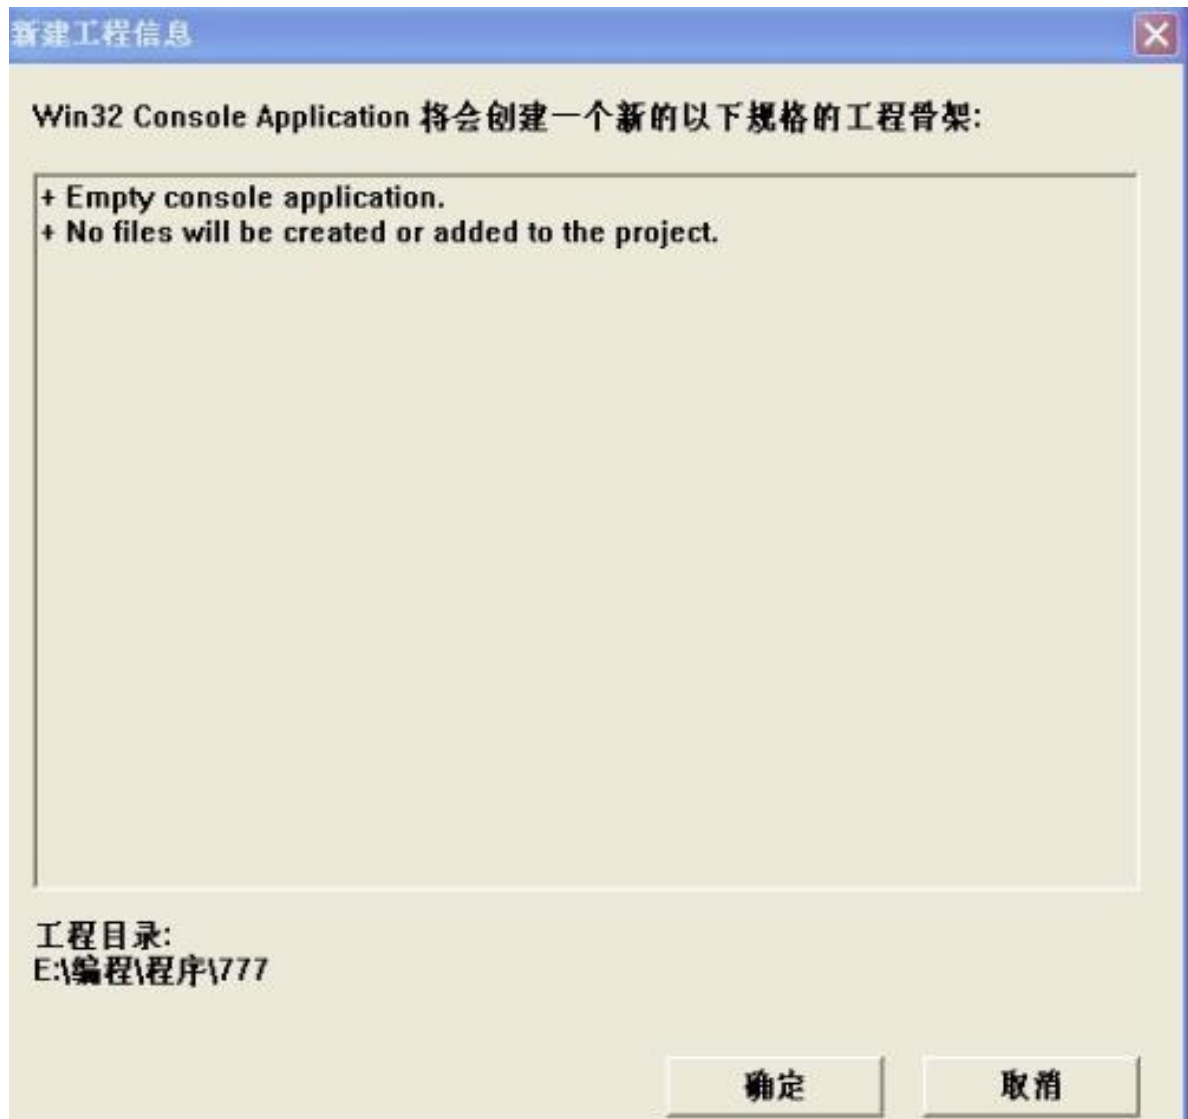 新建工程信息
Win32 Console Application 将会创建一个新的以下规格的工程骨架:
+ Empty console application.
+ No files will be created or added to the project.
工程目录:
E:\编程\程序\777
确定
取消